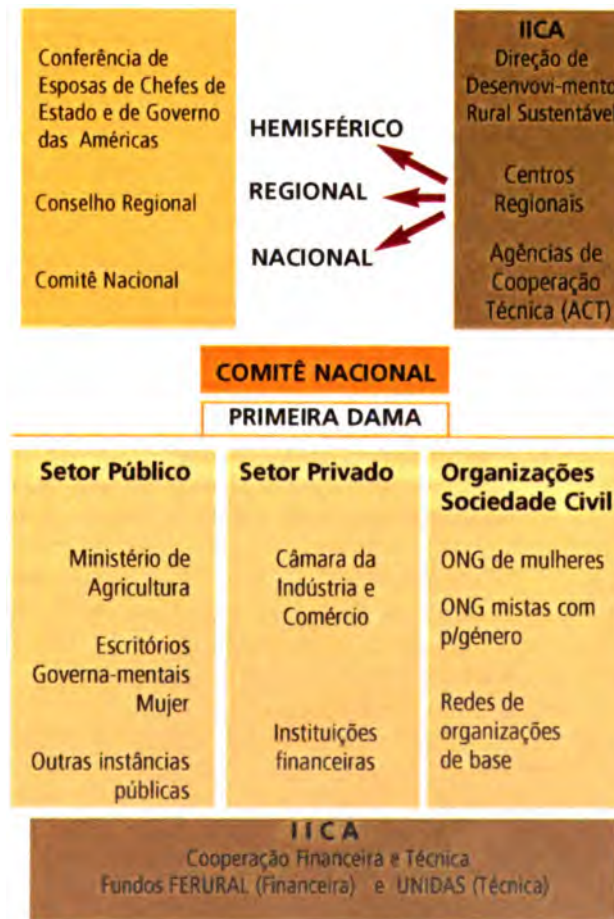 Conferência de
Esposas de Chefes de
Estado e de Governo
das Américas
Conselho Regional
Comitê Nacional
HEMISFÉRICO
REGIONAL
NACIONAL
IICA
Direção de
Desenvovi-mento
Rural Sustentável
Centros
Regionais
Agências de
Cooperação
Técnica (ACT)
COMITÊ NACIONAL
PRIMEIRA DAMA
Setor Público
Ministério de
Agricultura
Escritórios
Governa-mentais
Mujer
Outras instâncias
públicas
Setor Privado
Câmara da
Indústria e
Comércio
Instituições
financeiras
Organizações
Sociedade Civil
ONG de mulheres
ONG mistas com
p/género
Redes de
organizações
de base
I I C A
Cooperação Financeira e Técnica
Fundos FERURAL (Financeira) e UNIDAS (Técnica)